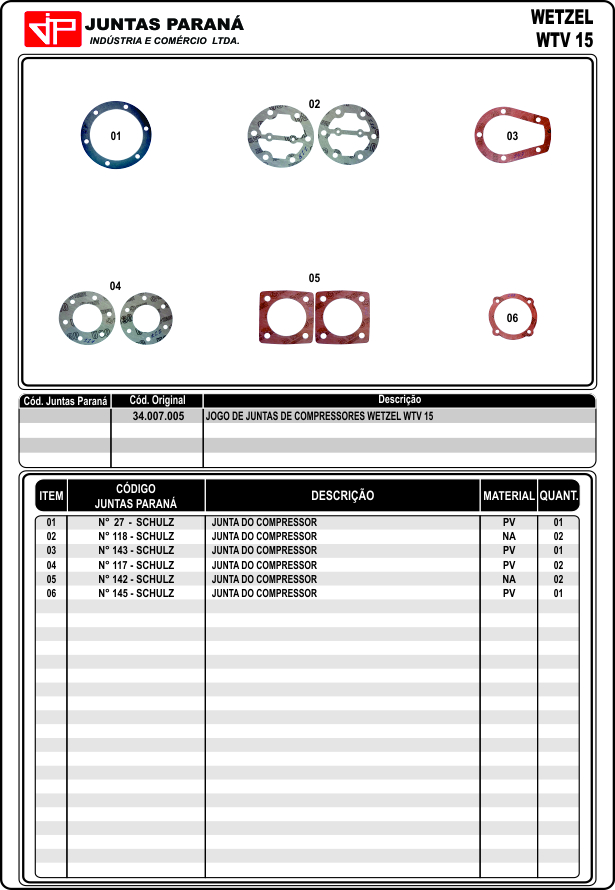 JP JUNTAS PARANÁ
INDÚSTRIA E COMÉRCIO LTDA.
WETZEL
WTV 15
01
02
03
04
05
06
Cód. Juntas Paraná Cód. Original Descrição
34.007.005 JOGO DE JUNTAS DE COMPRESSORES WETZEL WTV 15
ITEM CÓDIGO JUNTAS PARANÁ DESCRIÇÃO MATERIAL QUANT.
01 N° 27 - SCHULZ JUNTA DO COMPRESSOR PV 01
02 N° 118 - SCHULZ JUNTA DO COMPRESSOR NA 02
03 N° 143 - SCHULZ JUNTA DO COMPRESSOR PV 01
04 N° 117 - SCHULZ JUNTA DO COMPRESSOR PV 02
05 N° 142 - SCHULZ JUNTA DO COMPRESSOR NA 02
06 N° 145 - SCHULZ JUNTA DO COMPRESSOR PV 01